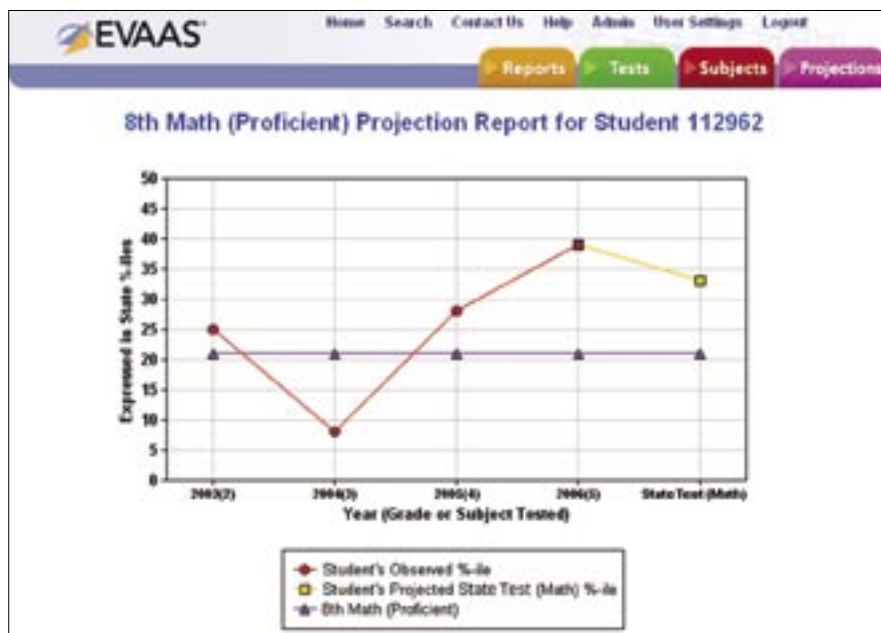 EVAAS®
Home Search Contact Us Help Admin User Settings Logout
Reports Tests Subjects Projections
8th Math (Proficient) Projection Report for Student 112962
Expressed in State %-iles
50
45
40
35
30
25
20
15
10
5
0
2003(2) 2004(3) 2005(4) 2006(5) State Test (Math)
Year (Grade or Subject Tested)
Student's Observed %-ile
Student's Projected State Test (Math) %-ile
8th Math (Proficient)